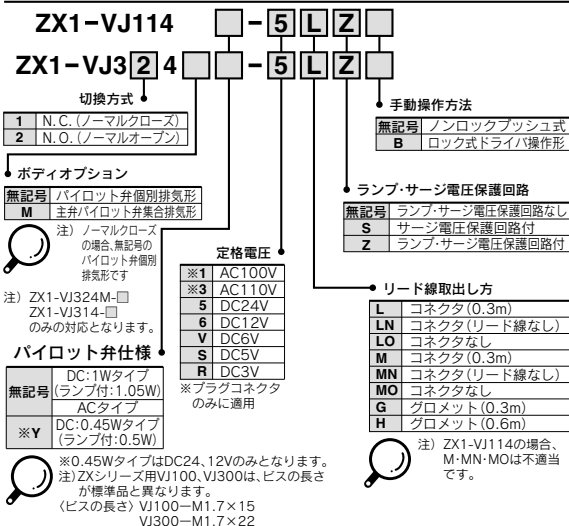 ZX1-VJ114 □-5LZ□
ZX1-VJ324□□-5LZ□
切換方式
1 N.C.(ノーマルクローズ)
2 N.O.(ノーマルオープン)
ボディオプション
無記号 パイロット弁個別排気形
M 主弁パイロット弁集合排気形
注) ノーマルクローズ
の場合、無記号の
パイロット弁個別
排気形です
注) ZX1-VJ324M-□
ZX1-VJ314-□
のみの対応となります。
パイロット弁仕様
無記号 DC:1Wタイプ
(ランプ付:1.05W)
ACタイプ
※Y DC:0.45Wタイプ
(ランプ付:0.5W)
※0.45WタイプはDC24、12Vのみとなります。
注)ZXシリーズ用VJ100、VJ300は、ビスの長さ
が標準品と異なります。
〈ビスの長さ〉VJ100-M1.7×15
VJ300-M1.7×22
定格電圧
※1 AC100V
※3 AC110V
5 DC24V
6 DC12V
V DC6V
S DC5V
R DC3V
※プラグコネクタ
のみに適用
手動操作方法
無記号 ノンロックプッシュ式
B ロック式ドライバ操作形
ランプ・サージ電圧保護回路
無記号 ランプ・サージ電圧保護回路なし
S サージ電圧保護回路付
Z ランプ・サージ電圧保護回路付
リード線取出し方
L コネクタ(0.3m)
LN コネクタ(リード線なし)
LO コネクタなし
M コネクタ(0.3m)
MN コネクタ(リード線なし)
MO コネクタなし
G グロメット(0.3m)
H グロメット(0.6m)
注) ZX1-VJ114の場合、
M・MN・MOは不適当
です。